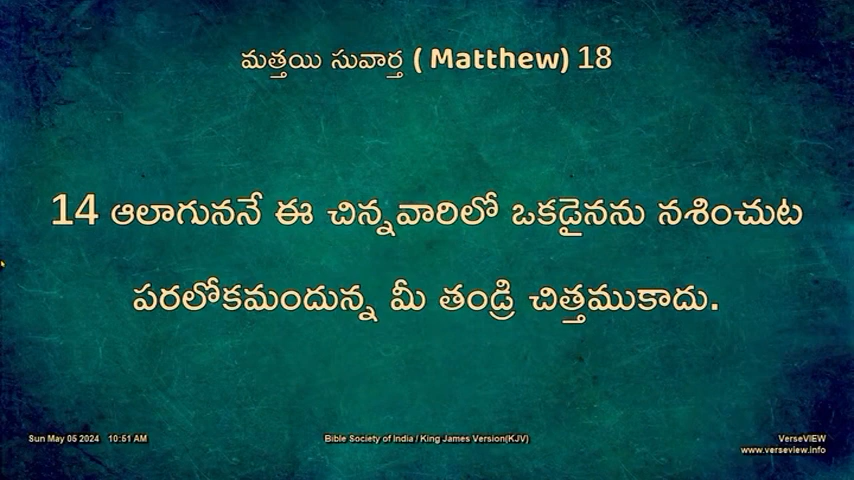 మత్తయి సువార్త ( Matthew) 18
14 ఆలాగుననే ఈ చిన్నవారిలో ఒకడైనను నశించుట
పరలోకమందున్న మీ తండ్రి చిత్తముకాదు.
Sun May 05 2024 10:51 AM
Bible Society of India / King James Version(KJV)
VerseVIEW
www.verseview.info